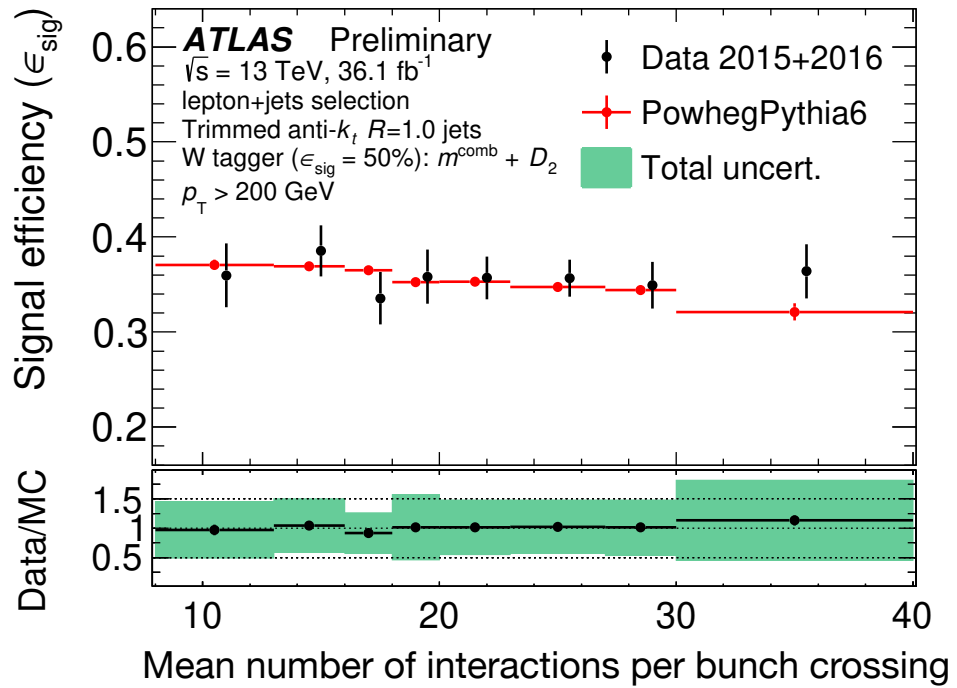 Signal efficiency (ϵsig)
0.6
0.5
0.4
0.3
0.2
ATLAS Preliminary
√s = 13 TeV, 36.1 fb⁻¹
lepton+jets selection
Trimmed anti-kₜ R=1.0 jets
W tagger (ϵsig = 50%): mᶜᵒᵐᵇ + D₂
p_T > 200 GeV
Data 2015+2016
PowhegPythia6
Total uncert.
Data/MC
1.5
1
0.5
10 20 30 40
Mean number of interactions per bunch crossing